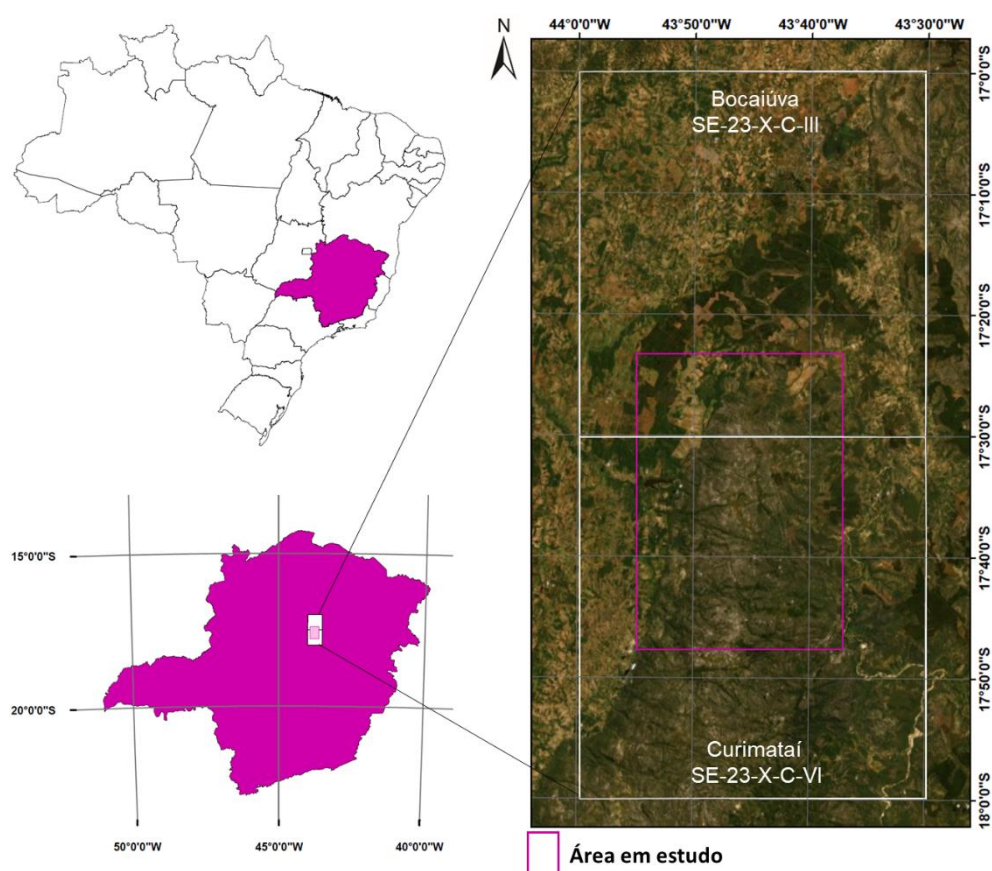 N
44°0'0"W
43°50'0"W
43°40'0"W
43°30'0"W
17°0'0"S
17°10'0"S
17°20'0"S
17°30'0"S
17°40'0"S
17°50'0"S
18°0'0"S
Bocaiúva
SE-23-X-C-III
Curimataí
SE-23-X-C-VI
15°0'0"S
20°0'0"S
50°0'0"W
45°0'0"W
40°0'0"W
Área em estudo